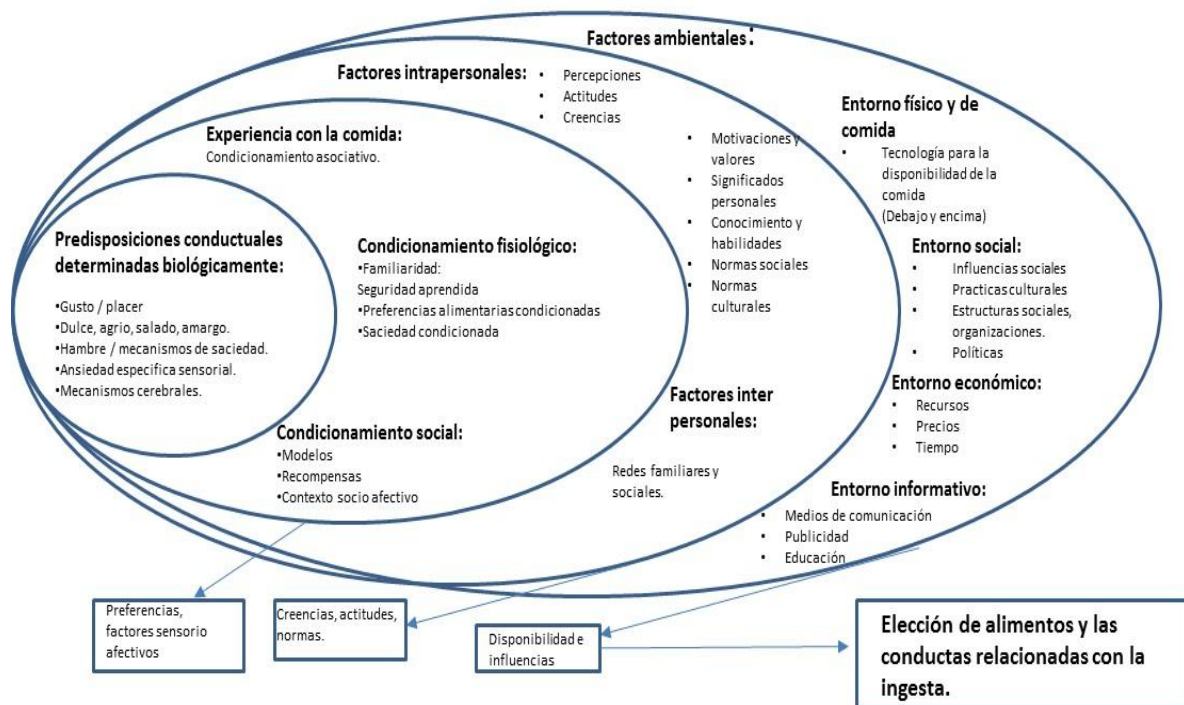 Factores ambientales:
Factores intrapersonales:
• Percepciones
• Actitudes
• Creencias
• Motivaciones y
valores
• Significados
personales
• Conocimiento y
habilidades
• Normas sociales
• Normas
culturales
Experiencia con la comida:
Condicionamiento asociativo.
Predisposiciones conductuales
determinadas biológicamente:
•Gusto / placer
•Dulce, agrio, salado, amargo.
•Hambre / mecanismos de saciedad.
•Ansiedad especifica sensorial.
•Mecanismos cerebrales.
Condicionamiento fisiológico:
•Familiaridad:
Seguridad aprendida
•Preferencias alimentarias condicionadas
•Saciedad condicionada
Condicionamiento social:
•Modelos
•Recompensas
•Contexto socio afectivo
Factores inter
personales:
Redes familiares y
sociales.
Entorno físico y de
comida
• Tecnología para la
disponibilidad de la
comida
(Debajo y encima)
Entorno social:
• Influencias sociales
• Practicas culturales
• Estructuras sociales,
organizaciones.
• Políticas
Entorno económico:
• Recursos
• Precios
• Tiempo
Entorno informativo:
• Medios de comunicación
• Publicidad
• Educación
Preferencias,
factores sensorio
afectivos
Creencias, actitudes,
normas.
Disponibilidad e
influencias
Elección de alimentos y las
conductas relacionadas con la
ingesta.